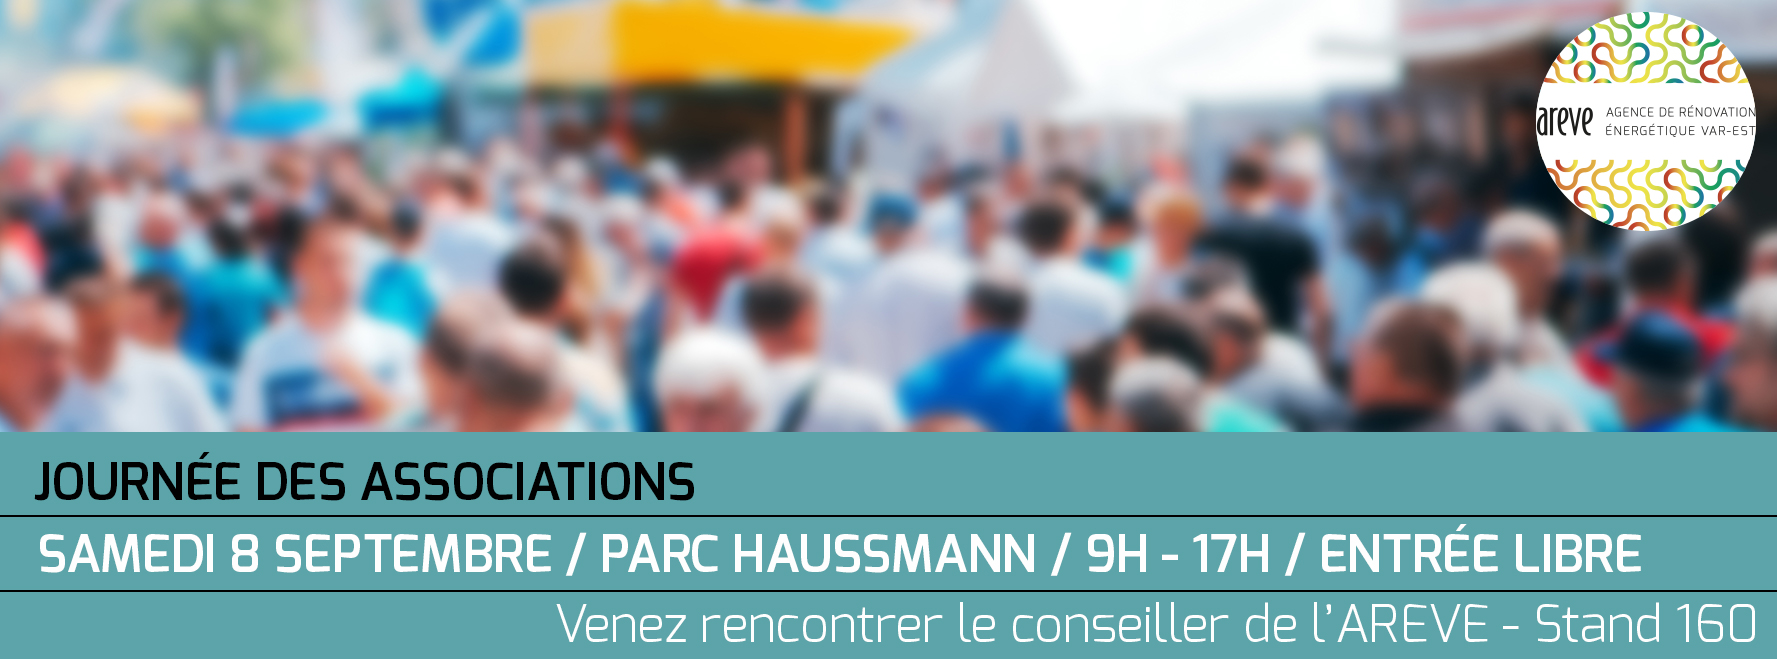 areve
AGENCE DE RÉNOVATION
ÉNERGÉTIQUE VAR-EST
JOURNÉE DES ASSOCIATIONS
SAMEDI 8 SEPTEMBRE / PARC HAUSSMANN / 9H - 17H / ENTRÉE LIBRE
Venez rencontrer le conseiller de l’AREVE - Stand 160